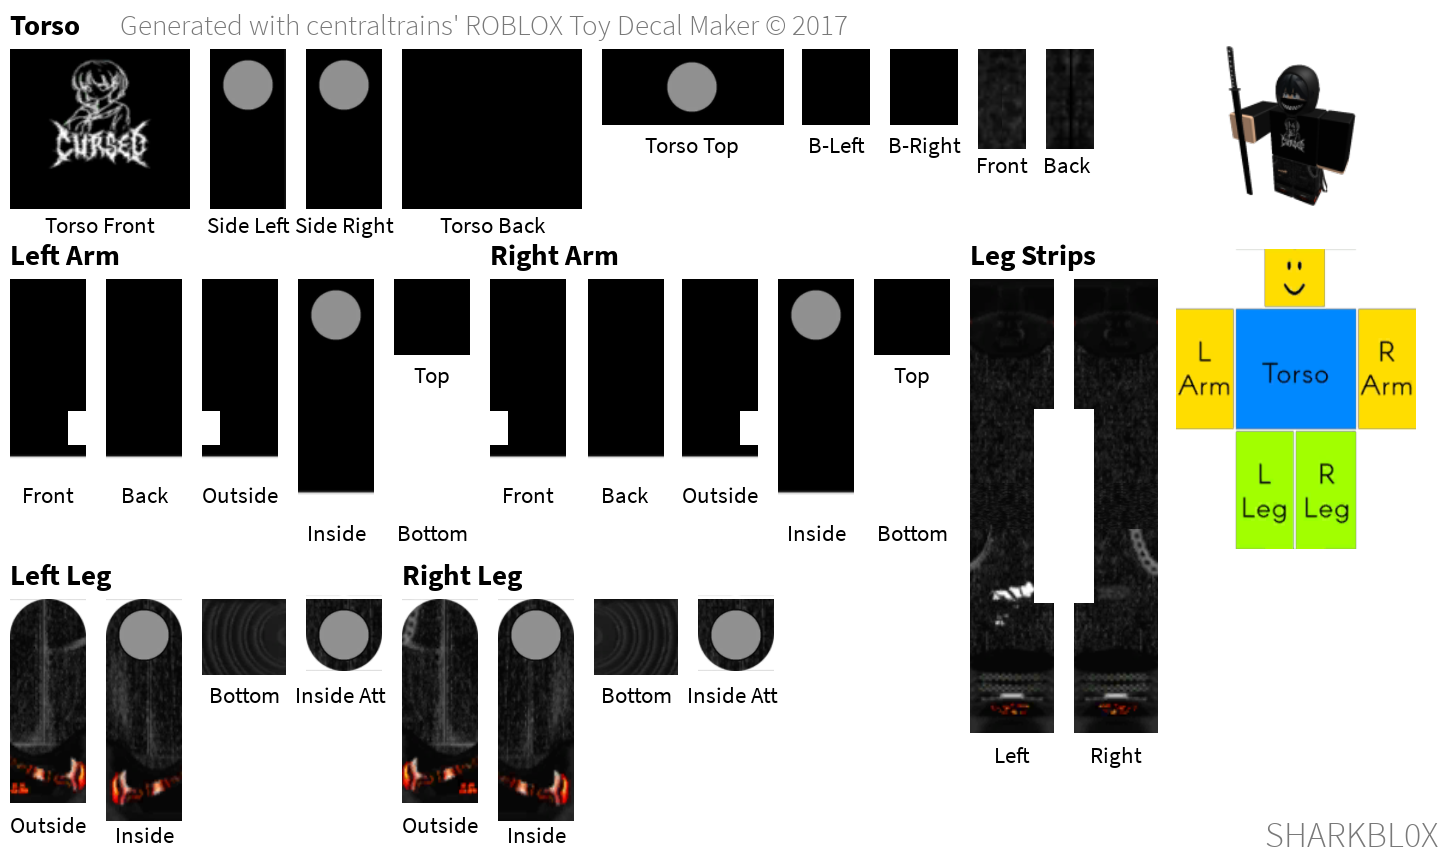 Torso Generated with centraltrains' ROBLOX Toy Decal Maker © 2017
CURSED
Torso Front
Side Left
Side Right
Torso Back
Torso Top
B-Left
B-Right
Front
Back
Left Arm
Front
Back
Outside
Inside
Top
Bottom
Right Arm
Front
Back
Outside
Inside
Top
Bottom
Leg Strips
Left
Right
L
Arm
Torso
R
Arm
L
Leg
R
Leg
Left Leg
Outside
Inside
Bottom
Inside Att
Right Leg
Outside
Inside
Bottom
Inside Att
SHARKBL0X